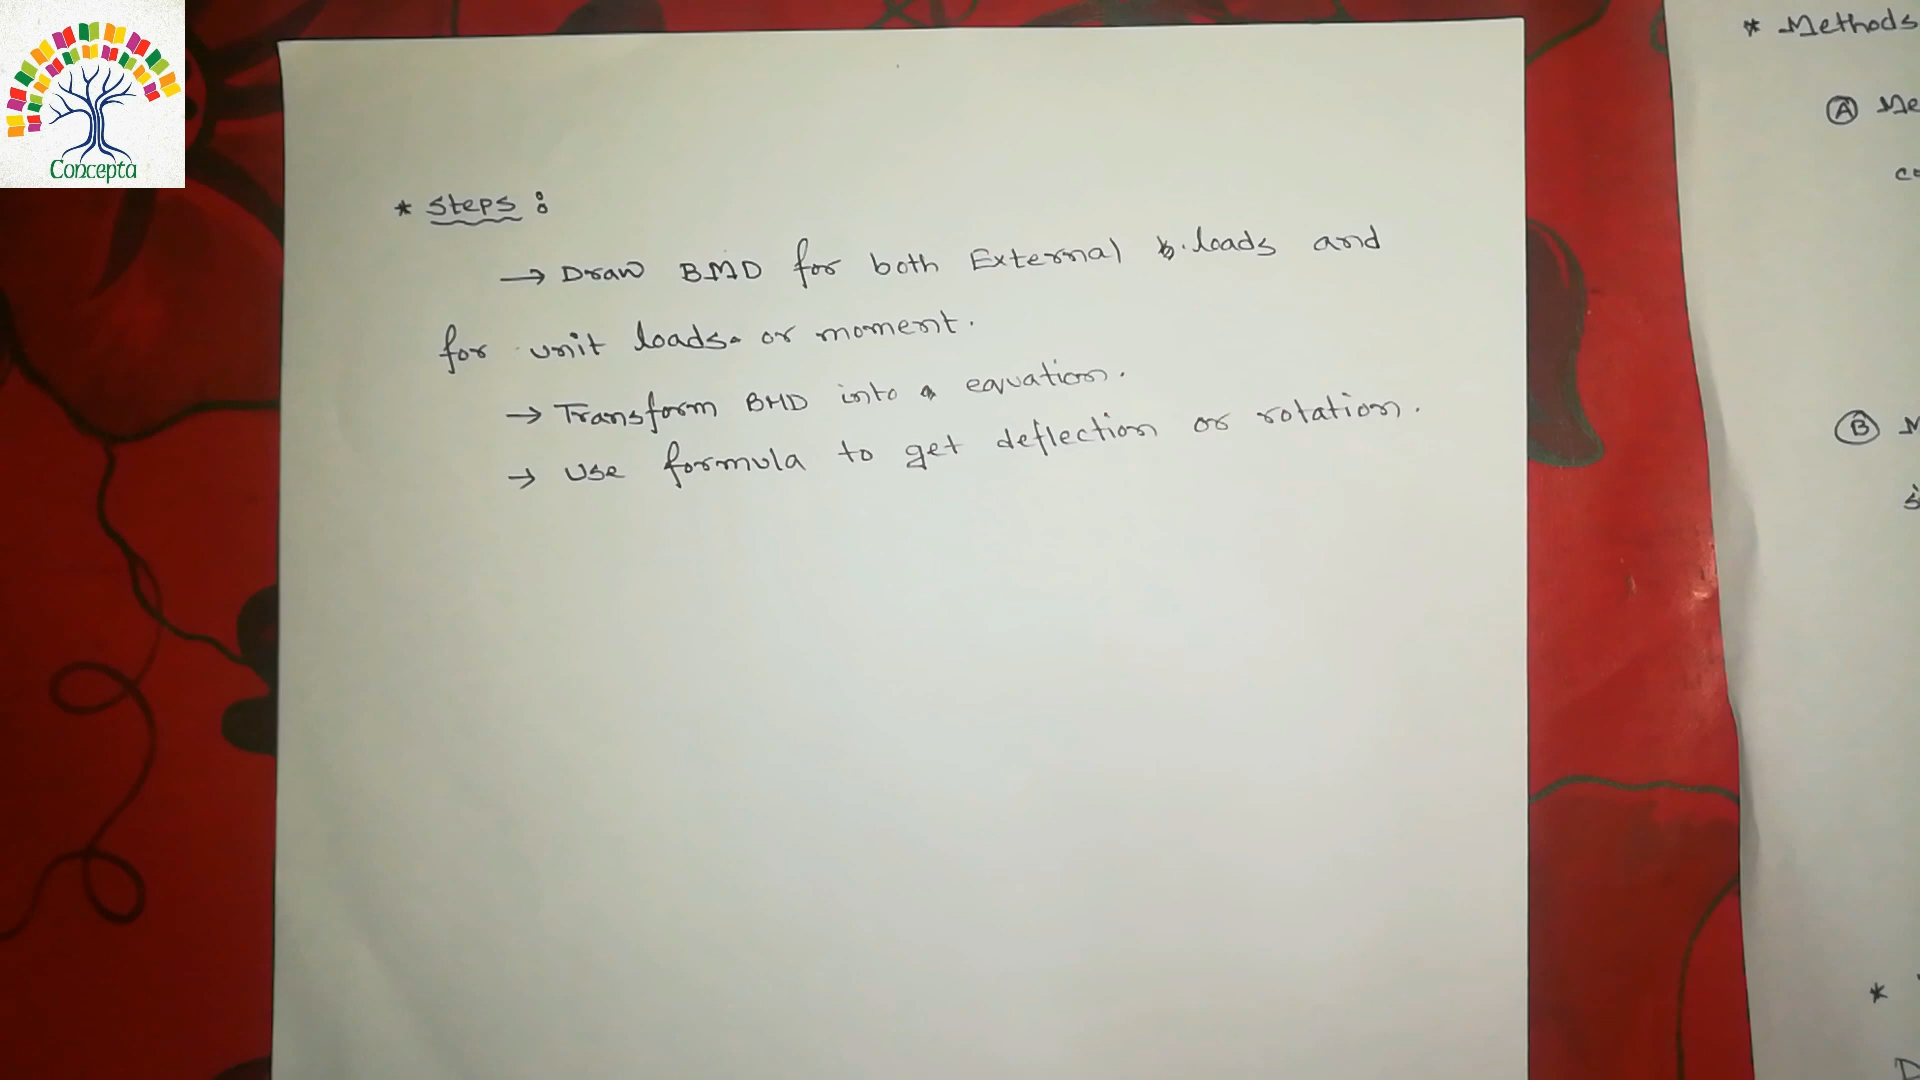 Concepta
* Steps :
→ Draw BMD for both External loads and
for unit loads or moment.
→ Transform BMD into a equation.
→ Use formula to get deflection or rotation.
* Methods
Ⓐ Me
Ⓑ M
*
D